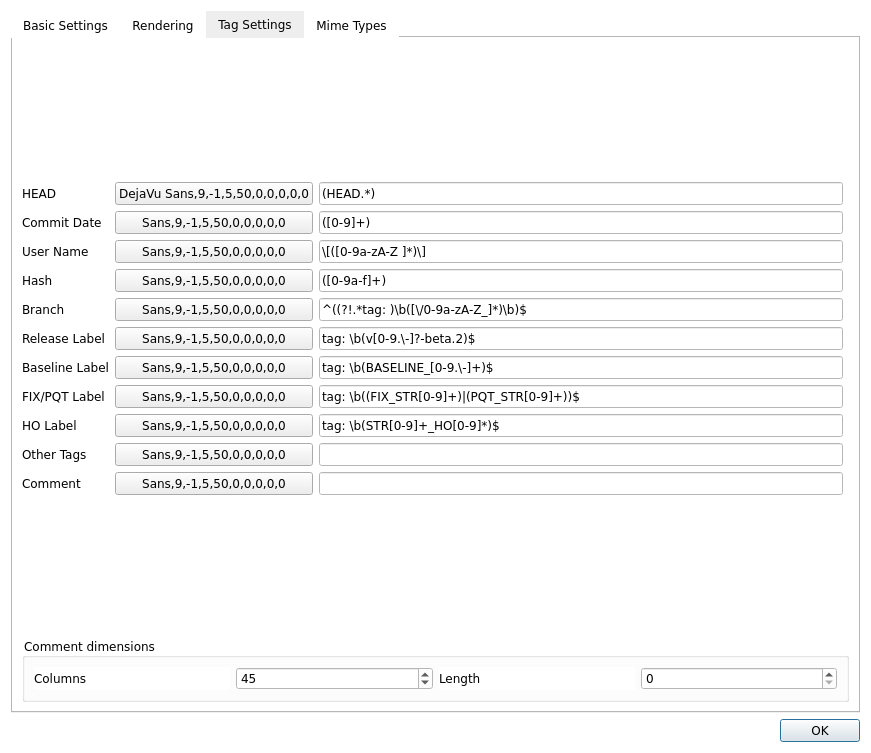 Basic Settings Rendering Tag Settings Mime Types
HEAD DejaVu Sans,9,-1,5,50,0,0,0,0,0 (HEAD.*)
Commit Date Sans,9,-1,5,50,0,0,0,0,0 ([0-9]+)
User Name Sans,9,-1,5,50,0,0,0,0,0 \[([0-9a-zA-Z ]*)\]
Hash Sans,9,-1,5,50,0,0,0,0,0 ([0-9a-f]+)
Branch Sans,9,-1,5,50,0,0,0,0,0 ^((?!.*tag: )\b([\/0-9a-zA-Z_]*)\b)$
Release Label Sans,9,-1,5,50,0,0,0,0,0 tag: \b(v[0-9.\-]?-beta.2)$
Baseline Label Sans,9,-1,5,50,0,0,0,0,0 tag: \b(BASELINE_[0-9.\-]+)$
FIX/PQT Label Sans,9,-1,5,50,0,0,0,0,0 tag: \b((FIX_STR[0-9]+)|(PQT_STR[0-9]+))$
HO Label Sans,9,-1,5,50,0,0,0,0,0 tag: \b(STR[0-9]+_HO[0-9]*)$
Other Tags Sans,9,-1,5,50,0,0,0,0,0
Comment Sans,9,-1,5,50,0,0,0,0,0
Comment dimensions
Columns 45 Length 0
OK